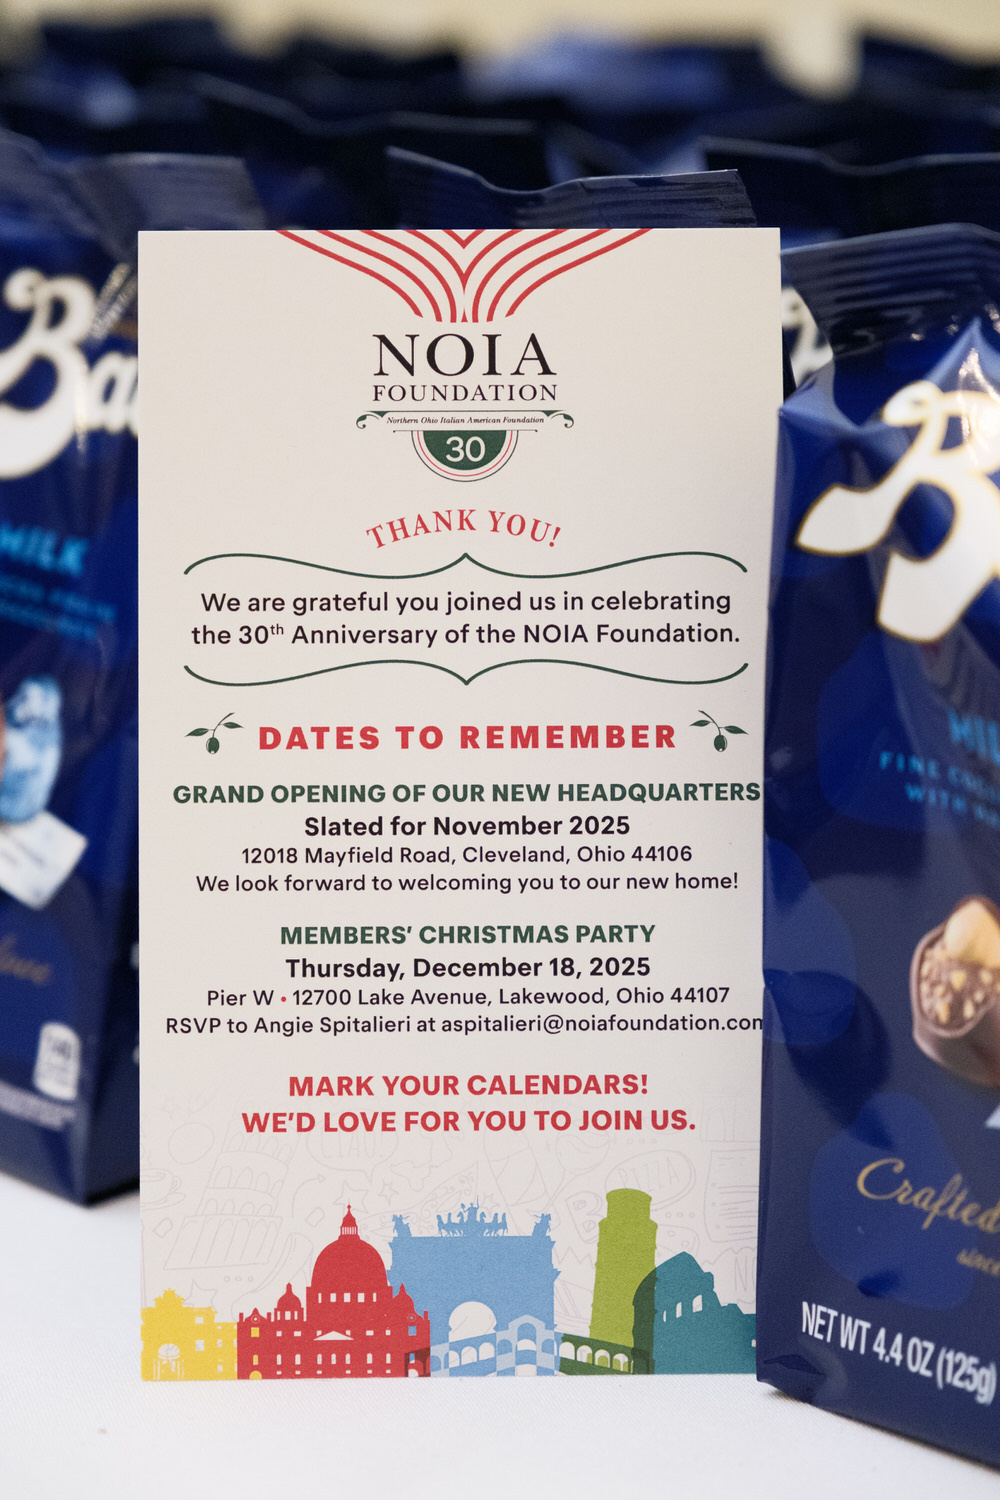 NOIA
FOUNDATION
Northern Ohio Italian American Foundation
30
THANK YOU!
We are grateful you joined us in celebrating
the 30th Anniversary of the NOIA Foundation.
DATES TO REMEMBER
GRAND OPENING OF OUR NEW HEADQUARTERS
Slated for November 2025
12018 Mayfield Road, Cleveland, Ohio 44106
We look forward to welcoming you to our new home!
MEMBERS' CHRISTMAS PARTY
Thursday, December 18, 2025
Pier W • 12700 Lake Avenue, Lakewood, Ohio 44107
RSVP to Angie Spitalieri at aspitalieri@noiafoundation.com
MARK YOUR CALENDARS!
WE'D LOVE FOR YOU TO JOIN US.
MILK
Crafted
NET WT 4.4 OZ (125g)